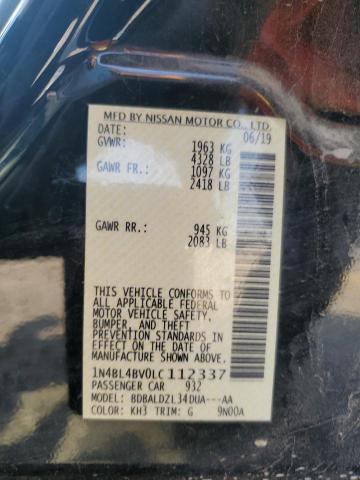 MFD BY NISSAN MOTOR CO., LTD.
DATE: 06/19
GVWR: 1963 KG
4328 LB
GAWR FR.: 1097 KG
2418 LB
GAWR RR.: 945 KG
2083 LB
THIS VEHICLE CONFORMS TO
ALL APPLICABLE FEDERAL
MOTOR VEHICLE SAFETY,
BUMPER, AND THEFT
PREVENTION STANDARDS IN
EFFECT ON THE DATE OF
MANUFACTURE SHOWN ABOVE.
1N4BL4BV0LC112337
PASSENGER CAR 932
MODEL: BDBALDZL34DUA---AA
COLOR: KH3 TRIM: G 9N00A